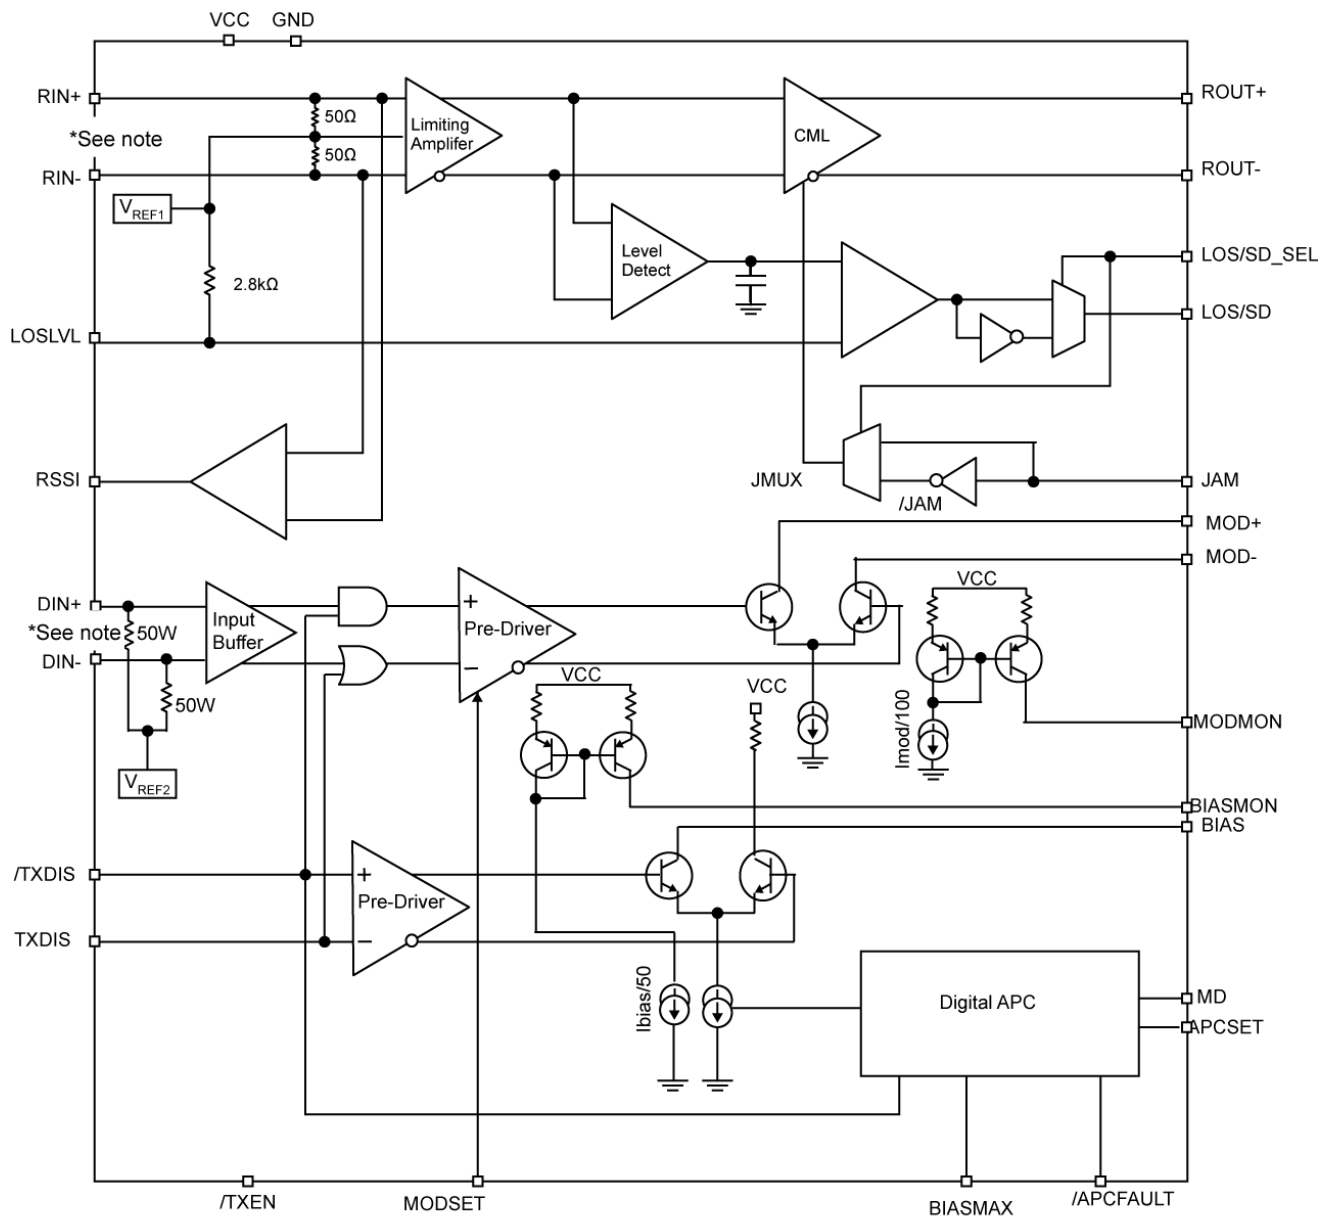 VCC
GND
RIN+
50Ω
Limiting
Amplifer
CML
ROUT+
*See note
50Ω
RIN-
ROUT-
VREF1
Level
Detect
LOS/SD_SEL
2.8kΩ
LOS/SD
LOSLVL
RSSI
JMUX
/JAM
JAM
MOD+
MOD-
DIN+
Input
Buffer
+
Pre-Driver
−
VCC
*See note
50W
DIN-
50W
VCC
VCC
Imod/100
MODMON
VREF2
BIASMON
BIAS
/TXDIS
+
Pre-Driver
−
TXDIS
Ibias/50
Digital APC
MD
APCSET
/TXEN
MODSET
BIASMAX
/APCFAULT